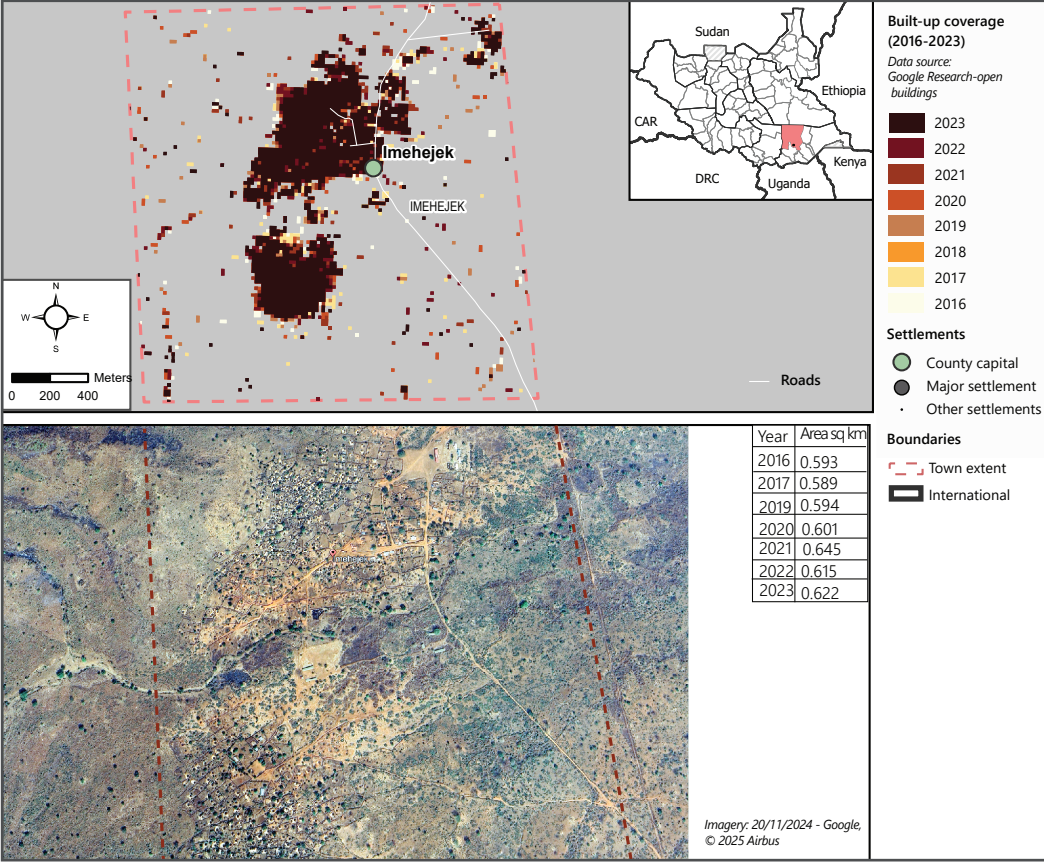 Imehejek
IMEHEJEK
N
W
E
S
Meters
0 200 400
Roads
Sudan
Ethiopia
CAR
Kenya
DRC
Uganda
Built-up coverage
(2016-2023)
Data source:
Google Research-open
buildings
2023
2022
2021
2020
2019
2018
2017
2016
Settlements
County capital
Major settlement
Other settlements
Boundaries
Town extent
International
Imehejek
Year Area sq km
2016 0.593
2017 0.589
2019 0.594
2020 0.601
2021 0.645
2022 0.615
2023 0.622
Imagery: 20/11/2024 - Google,
© 2025 Airbus